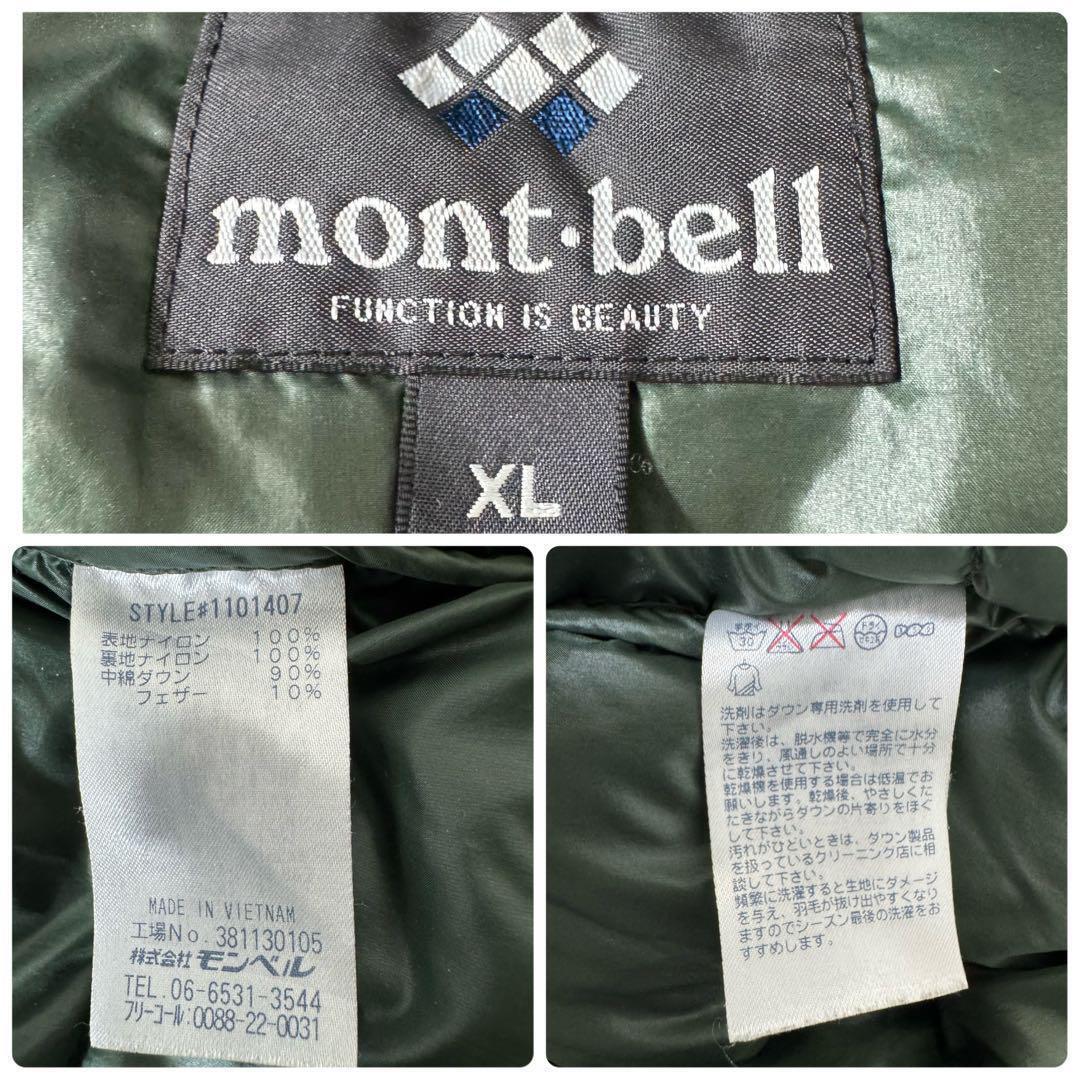 mont·bell
FUNCTION IS BEAUTY
XL
STYLE#1101407
表地ナイロン 100%
裏地ナイロン 100%
中綿ダウン 90%
フェザー 10%
MADE IN VIETNAM
工場No. 381130105
株式会社 モンベル
TEL. 06-6531-3544
フリーコール:0088-22-0031
30
洗剤はダウン専用洗剤を使用して
下さい。
洗濯後は、脱水機等で完全に水分
をきり、風通しのよい場所で十分
に乾燥させて下さい。
乾燥機を使用する場合は低温でお
願いします。乾燥後、やさしくた
たきながらダウンの片寄りをほぐ
して下さい。
汚れがひどいときは、ダウン製品
を扱っているクリーニング店に相
談して下さい。
頻繁に洗濯すると生地にダメージ
を与え、羽毛が抜け出やすくなり
ますのでシーズン最後の洗濯をお
すすめします。